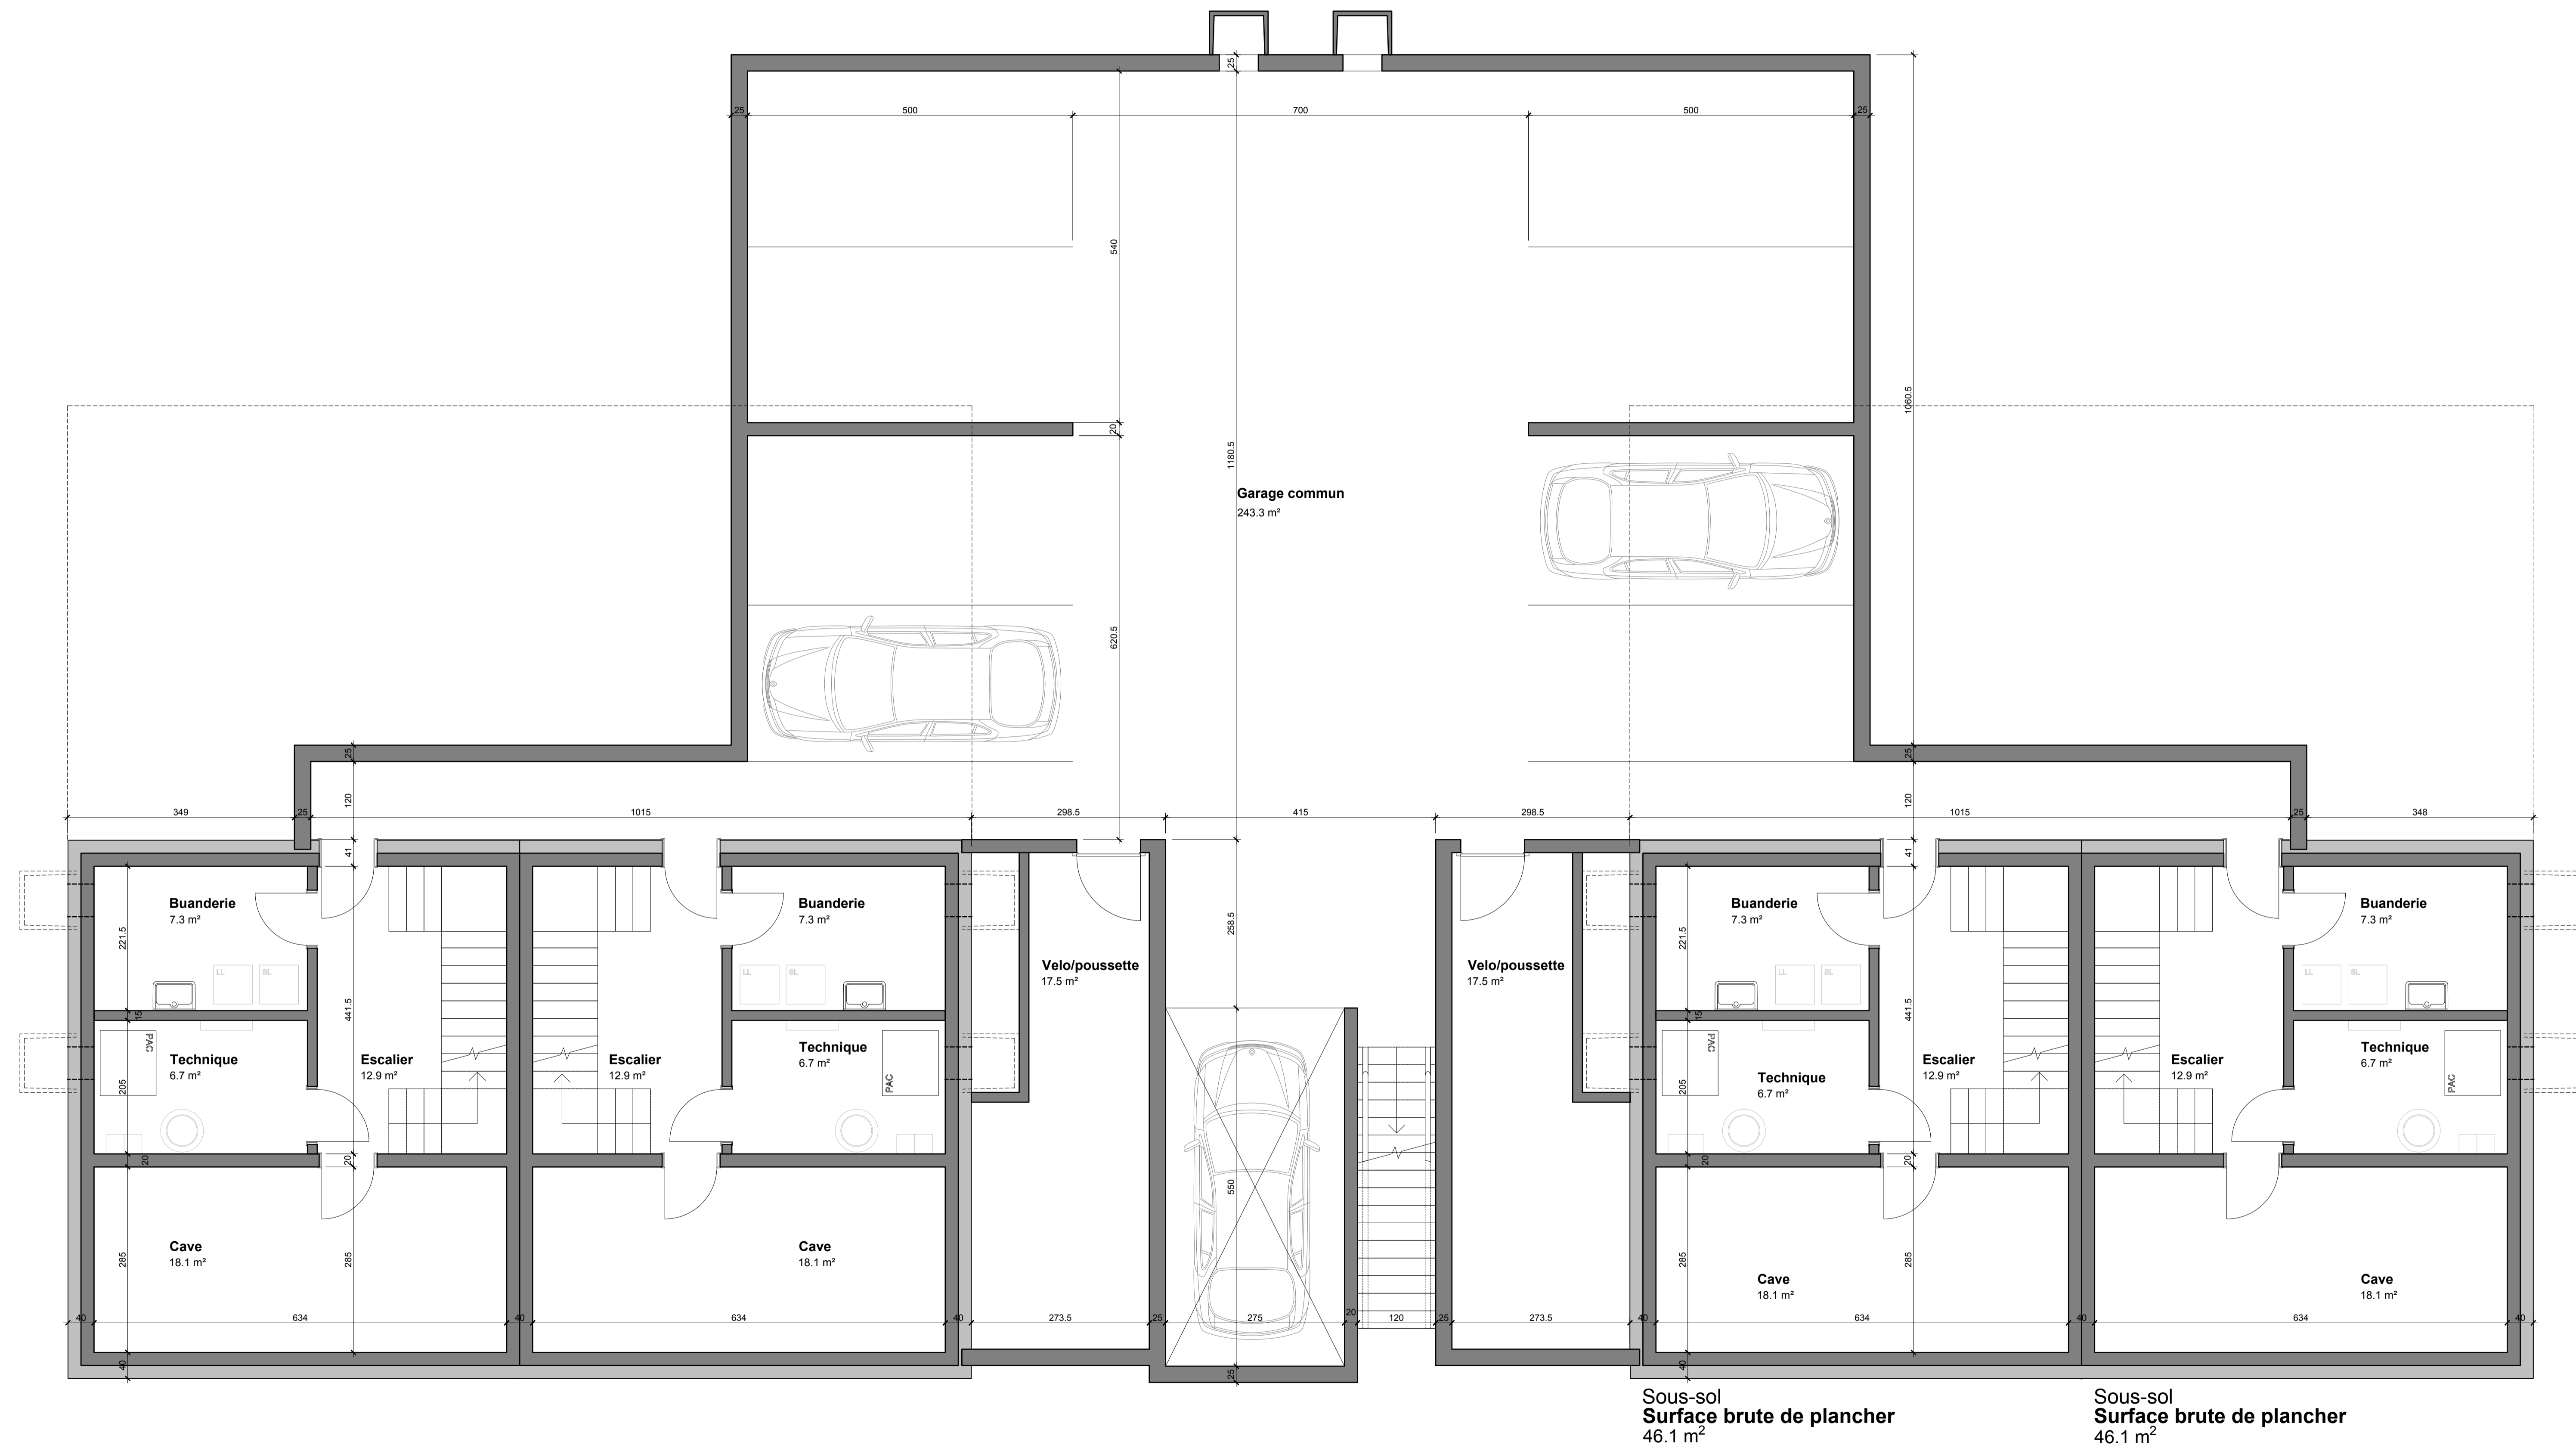 25
25
500
700
500
25
540
1060.5
20
1180.5
Garage commun
243.3 m²
620.5
25
25
120
120
349
25
1015
298.5
415
298.5
1015
25
348
41
41
Buanderie
7.3 m²
Buanderie
7.3 m²
Buanderie
7.3 m²
Buanderie
7.3 m²
221.5
258.5
221.5
Velo/poussette
17.5 m²
Velo/poussette
17.5 m²
LL
SL
LL
SL
LL
SL
LL
SL
441.5
441.5
15
15
PAC
PAC
PAC
PAC
Technique
6.7 m²
Escalier
12.9 m²
Escalier
12.9 m²
Technique
6.7 m²
Technique
6.7 m²
Escalier
12.9 m²
Escalier
12.9 m²
Technique
6.7 m²
205
205
20
20
20
20
550
Cave
18.1 m²
Cave
18.1 m²
Cave
18.1 m²
Cave
18.1 m²
285
285
285
285
40
634
40
634
40
273.5
25
275
20
120
25
273.5
40
634
40
634
40
40
25
40
Sous-sol
Surface brute de plancher
46.1 m²
Sous-sol
Surface brute de plancher
46.1 m²